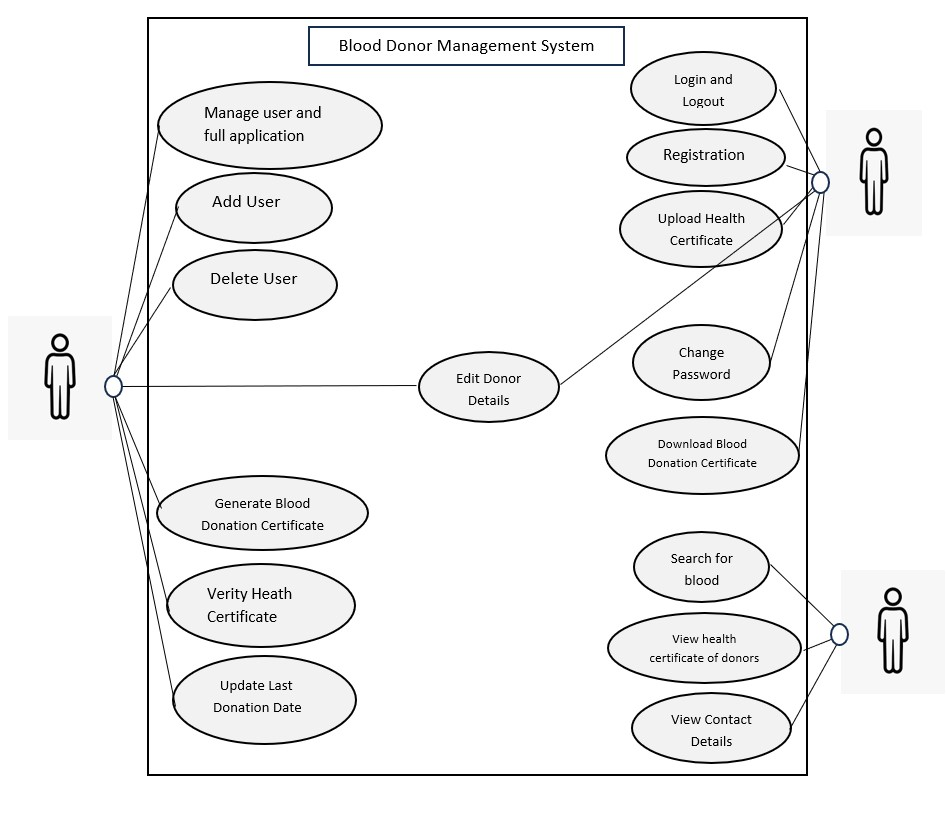 Blood Donor Management System
Manage user and
full application
Add User
Delete User
Edit Donor
Details
Generate Blood
Donation Certificate
Verity Heath
Certificate
Update Last
Donation Date
Login and
Logout
Registration
Upload Health
Certificate
Change
Password
Download Blood
Donation Certificate
Search for
blood
View health
certificate of donors
View Contact
Details